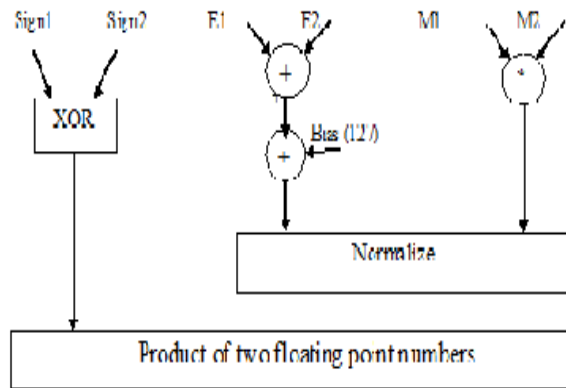 Sign1 Sign2 E1 E2 M1 M2
+
*
XOR
Bias (127)
+
Normalize
Product of two floating point numbers